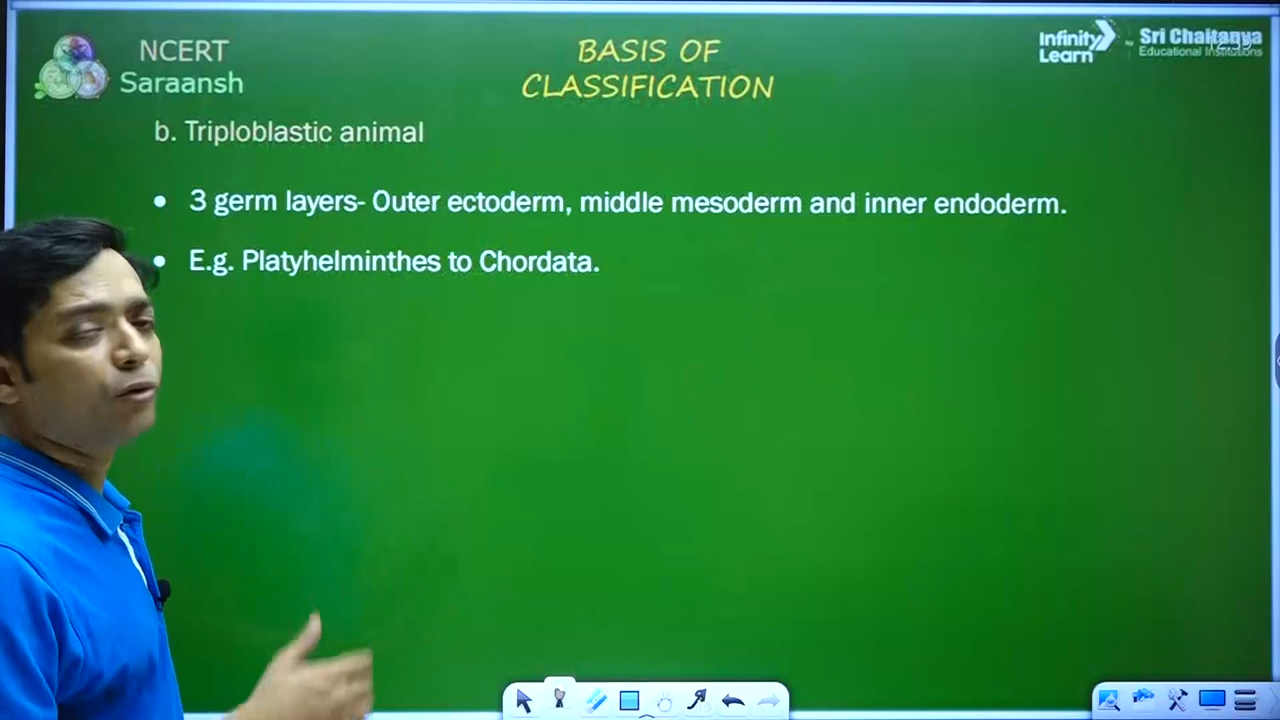 NCERT
Saraansh
BASIS OF
CLASSIFICATION
Infinity
Learn
by
Sri Chaitanya
Educational Institutions
b. Triploblastic animal
• 3 germ layers- Outer ectoderm, middle mesoderm and inner endoderm.
• E.g. Platyhelminthes to Chordata.